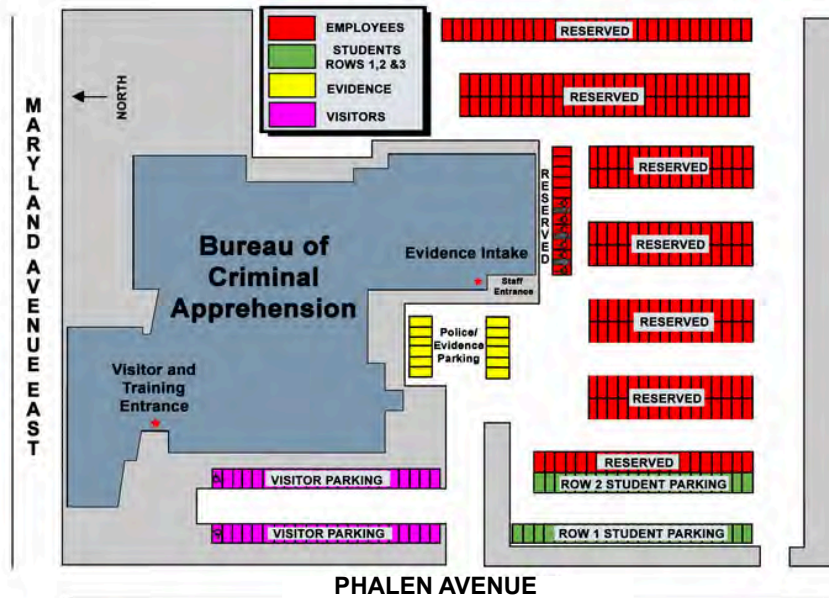 EMPLOYEES
STUDENTS
ROWS 1,2 &3
EVIDENCE
VISITORS
NORTH
MARYLAND AVENUE EAST
RESERVED
RESERVED
RESERVED
RESERVED
RESERVED
RESERVED
RESERVED
RESERVED
Bureau of
Criminal
Apprehension
Evidence Intake
Staff
Entrance
Police/
Evidence
Parking
Visitor and
Training
Entrance
VISITOR PARKING
VISITOR PARKING
ROW 2 STUDENT PARKING
ROW 1 STUDENT PARKING
PHALEN AVENUE